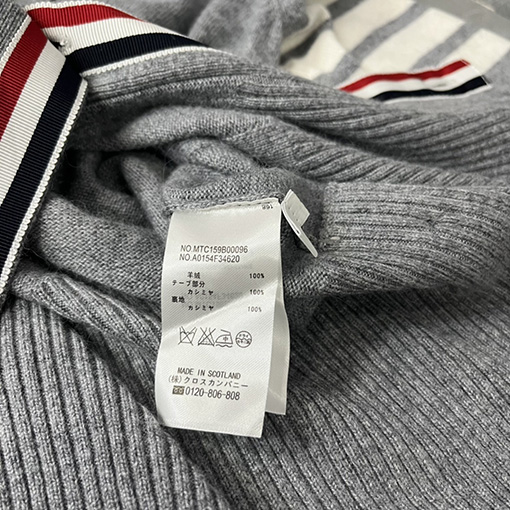 NO.MTC159B00096
NO.A0154F34620
羊绒 100%
テープ部分
カシミヤ 100%
裏地
カシミヤ 100%
MADE IN SCOTLAND
(株)クロスカンパニー
0120-806-808